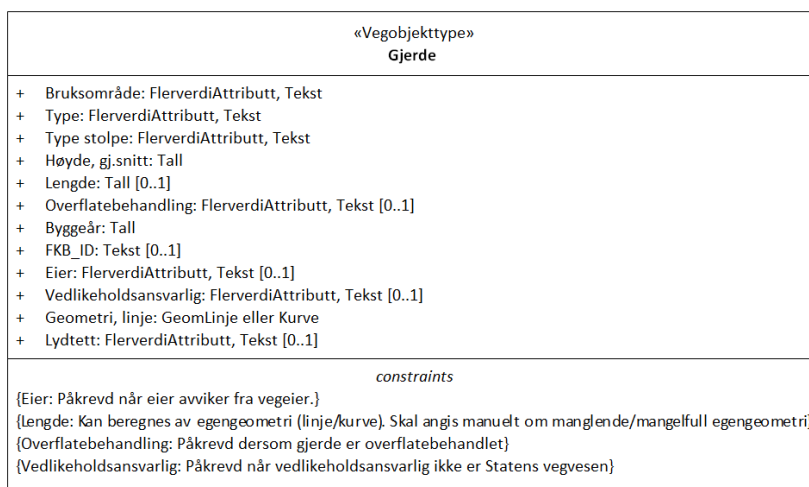 «Vegobjekttype»
Gjerde
+ Bruksområde: FlerverdiAttributt, Tekst
+ Type: FlerverdiAttributt, Tekst
+ Type stolpe: FlerverdiAttributt, Tekst
+ Høyde, gj.snitt: Tall
+ Lengde: Tall [0..1]
+ Overflatebehandling: FlerverdiAttributt, Tekst [0..1]
+ Byggeår: Tall
+ FKB_ID: Tekst [0..1]
+ Eier: FlerverdiAttributt, Tekst [0..1]
+ Vedlikeholdsansvarlig: FlerverdiAttributt, Tekst [0..1]
+ Geometri, linje: GeomLinje eller Kurve
+ Lydtett: FlerverdiAttributt, Tekst [0..1]
constraints
{Eier: Påkrevd når eier avviker fra vegeier.}
{Lengde: Kan beregnes av egengeometri (linje/kurve). Skal angis manuelt om manglende/mangelfull egengeometri}
{Overflatebehandling: Påkrevd dersom gjerde er overflatebehandlet}
{Vedlikeholdsansvarlig: Påkrevd når vedlikeholdsansvarlig ikke er Statens vegvesen}